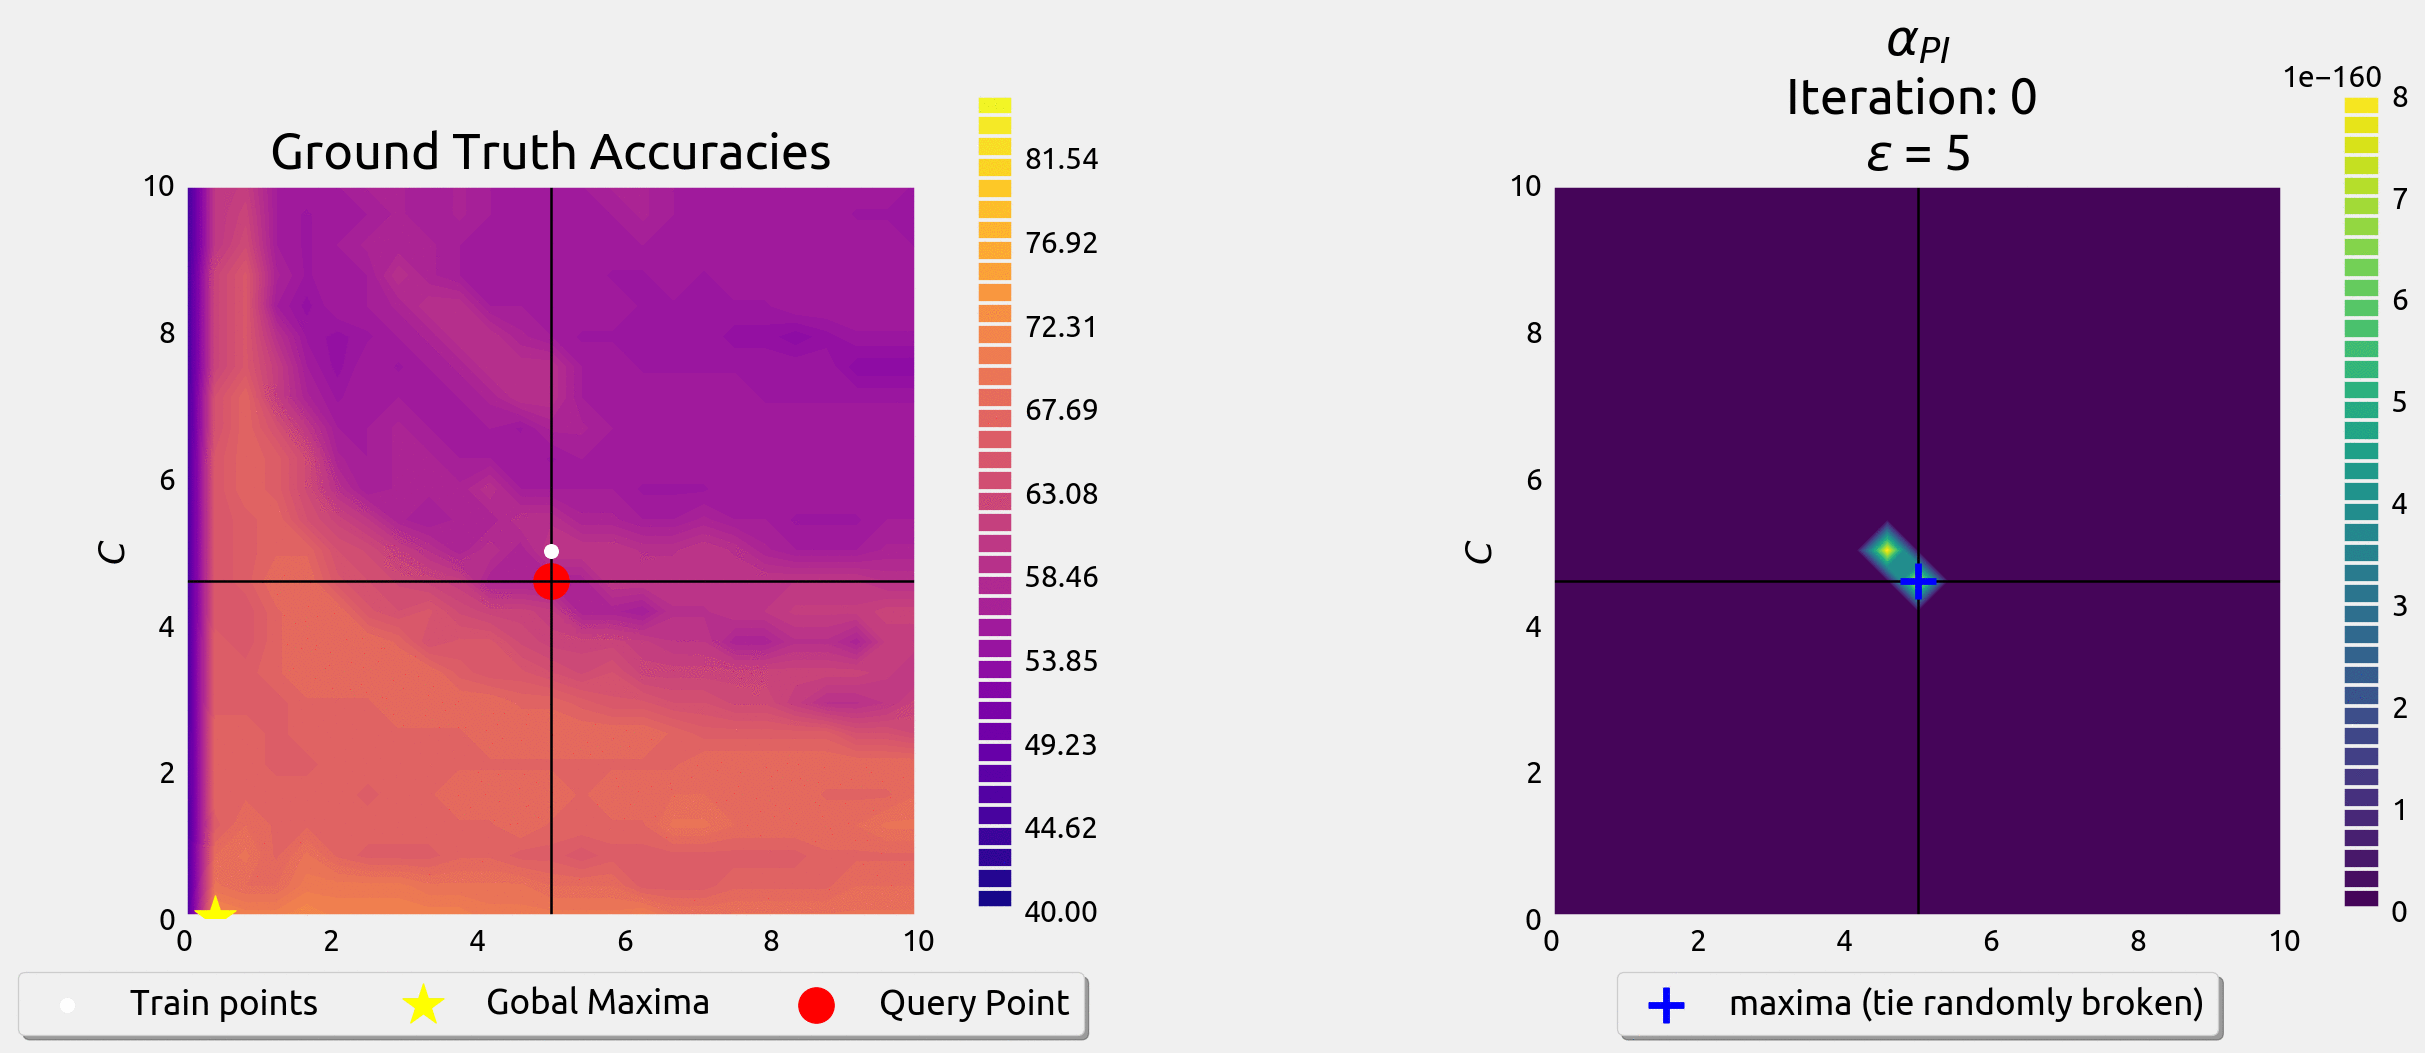 Ground Truth Accuracies
10
8
6
4
2
0
C
0 2 4 6 8 10
81.54
76.92
72.31
67.69
63.08
58.46
53.85
49.23
44.62
40.00
Train points Gobal Maxima Query Point
α_PI
Iteration: 0
ε = 5
10
8
6
4
2
0
C
0 2 4 6 8 10
1e−160
8
7
6
5
4
3
2
1
0
maxima (tie randomly broken)